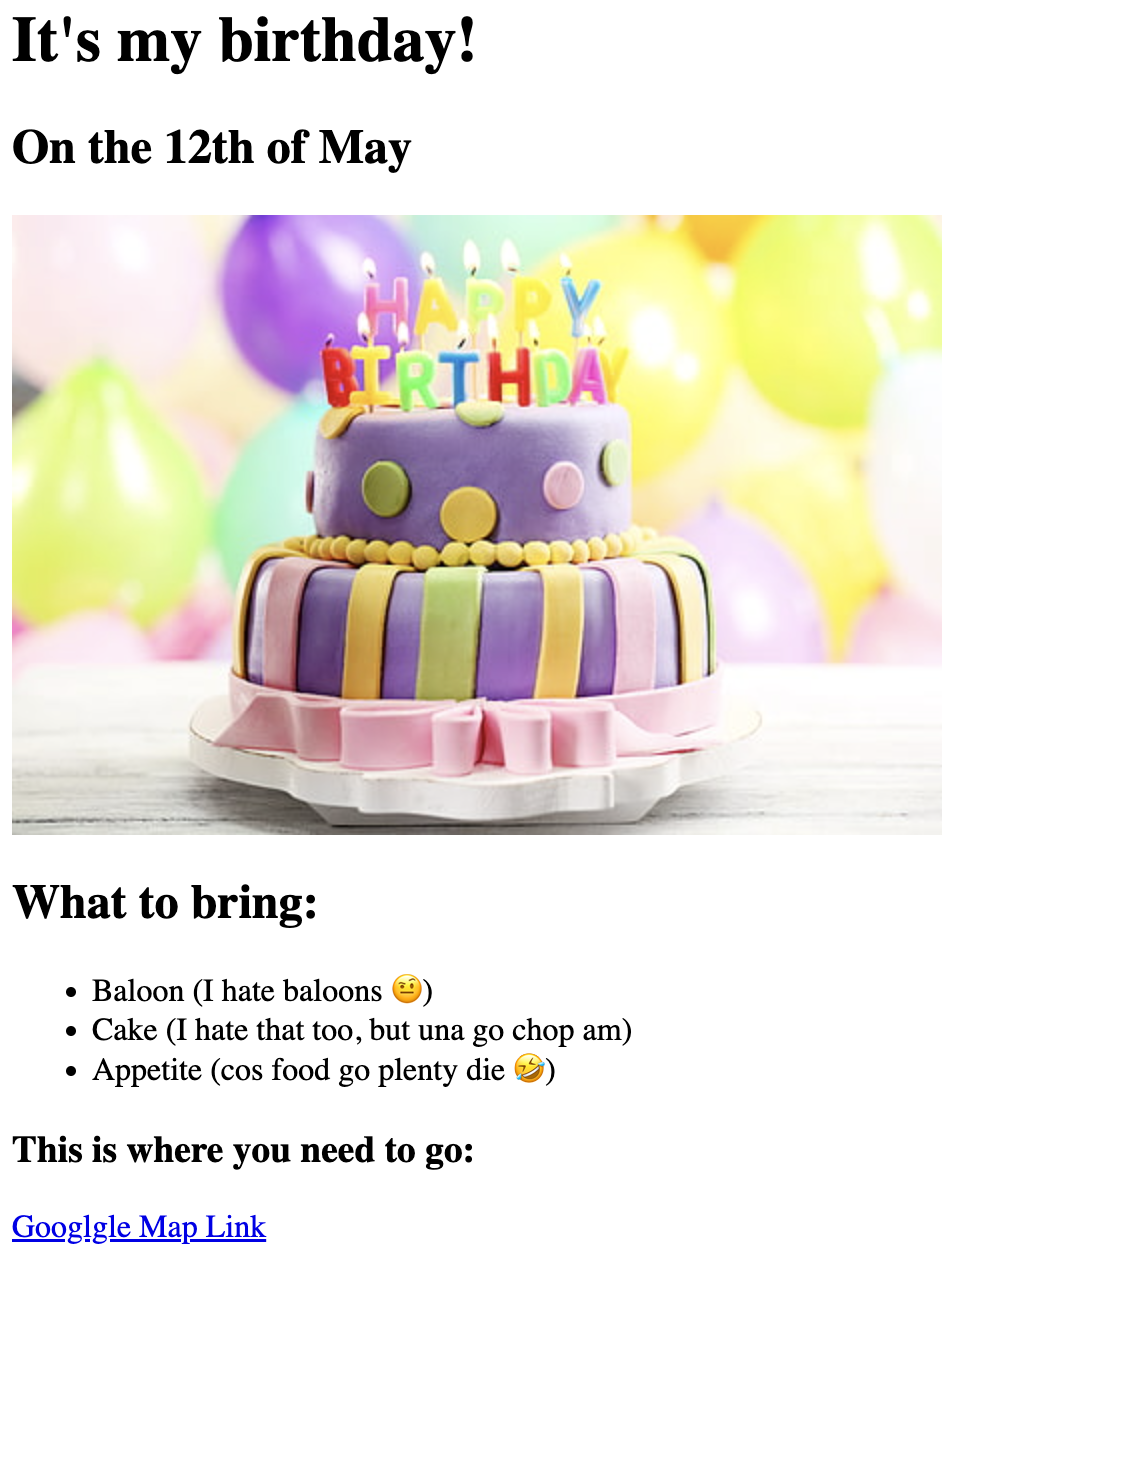 It's my birthday!
On the 12th of May
HAPPY
BIRTHDAY
What to bring:
Baloon (I hate baloons 🤨)
Cake (I hate that too, but una go chop am)
Appetite (cos food go plenty die 🤣)
This is where you need to go:
Googlgle Map Link